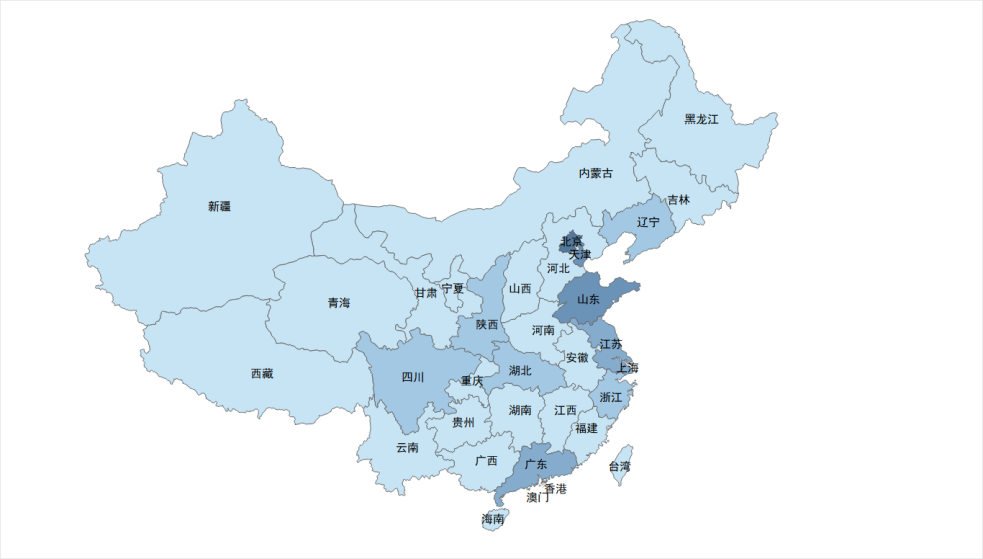 黑龙江
内蒙古
吉林
新疆
辽宁
北京
天津
河北
宁夏
山西
甘肃
青海
山东
陕西
河南
江苏
安徽
上海
湖北
西藏
四川
重庆
浙江
湖南
江西
贵州
福建
云南
广西
广东
台湾
香港
澳门
海南